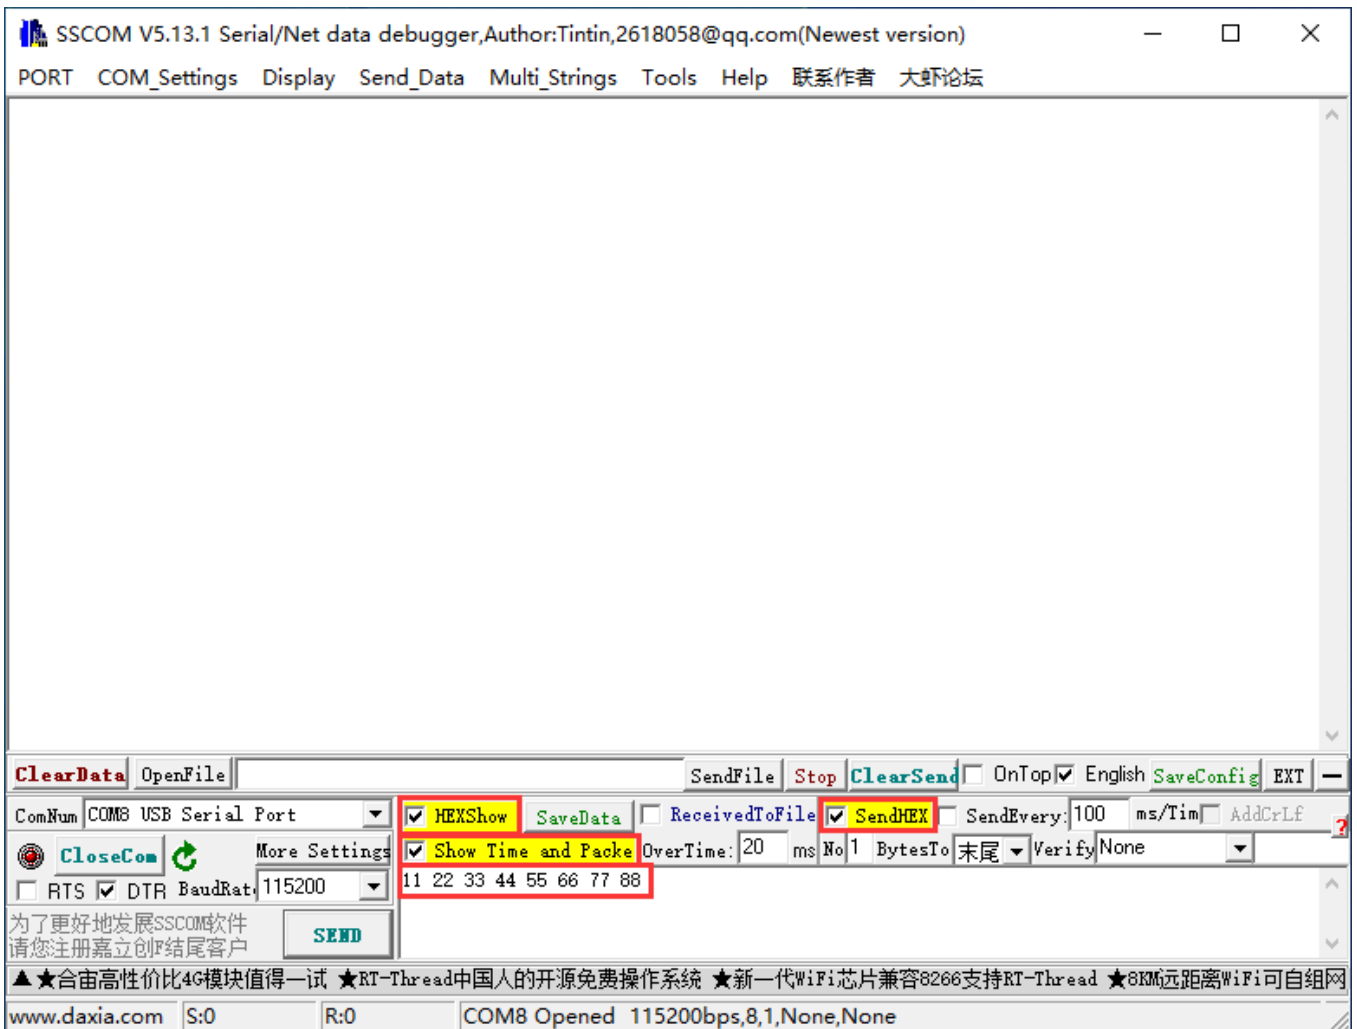 SSCOM V5.13.1 Serial/Net data debugger,Author:Tintin,2618058@qq.com(Newest version)
PORT COM_Settings Display Send_Data Multi_Strings Tools Help 联系作者 大虾论坛
ClearData OpenFile SendFile Stop ClearSend OnTop English SaveConfig EXT
ComNum COM8 USB Serial Port HEXShow SaveData ReceivedToFile SendHEX SendEvery: 100 ms/Tim AddCrLf ?
CloseCom More Settings Show Time and Packe OverTime: 20 ms No 1 BytesTo 末尾 Verify None
RTS DTR BaudRat 115200 11 22 33 44 55 66 77 88
为了更好地发展SSCOM软件
请您注册嘉立创F结尾客户 SEND
▲★合宙高性价比4G模块值得一试 ★RT-Thread中国人的开源免费操作系统 ★新一代WiFi芯片兼容8266支持RT-Thread ★8KM远距离WiFi可自组网
www.daxia.com S:0 R:0 COM8 Opened 115200bps,8,1,None,None